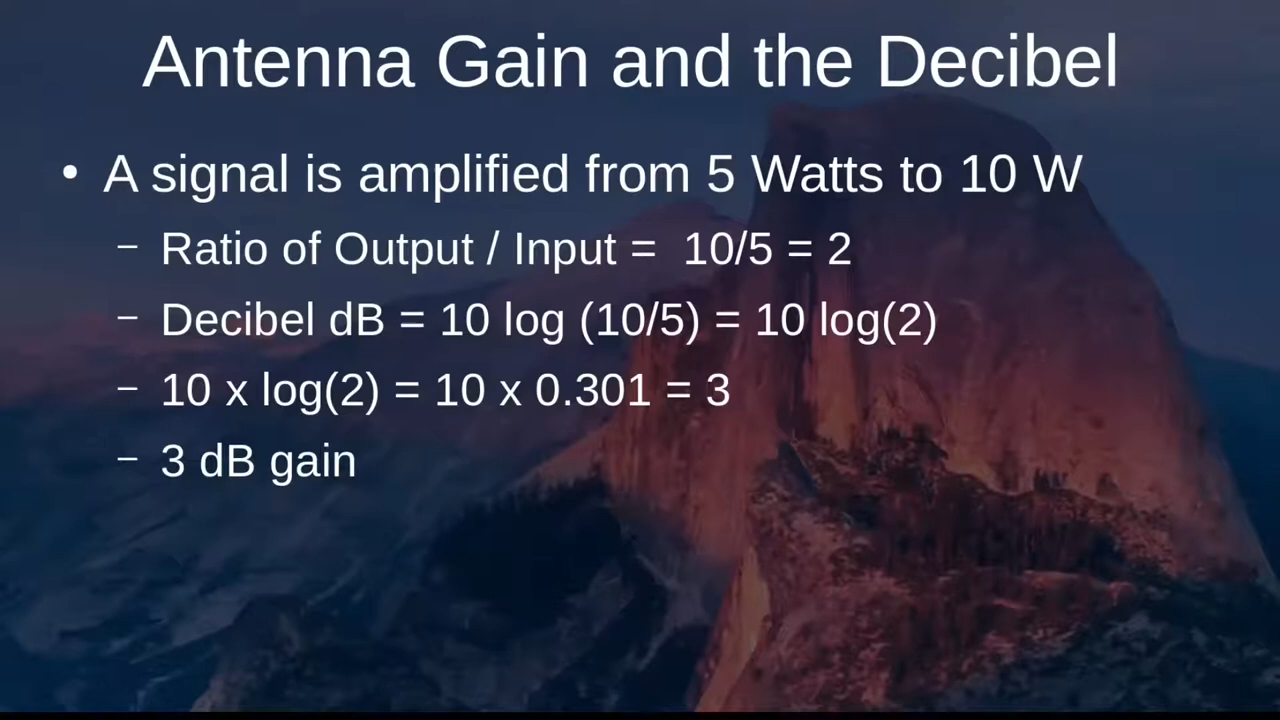 Antenna Gain and the Decibel
• A signal is amplified from 5 Watts to 10 W
– Ratio of Output / Input =  10/5 = 2
– Decibel dB = 10 log (10/5) = 10 log(2)
– 10 x log(2) = 10 x 0.301 = 3
– 3 dB gain